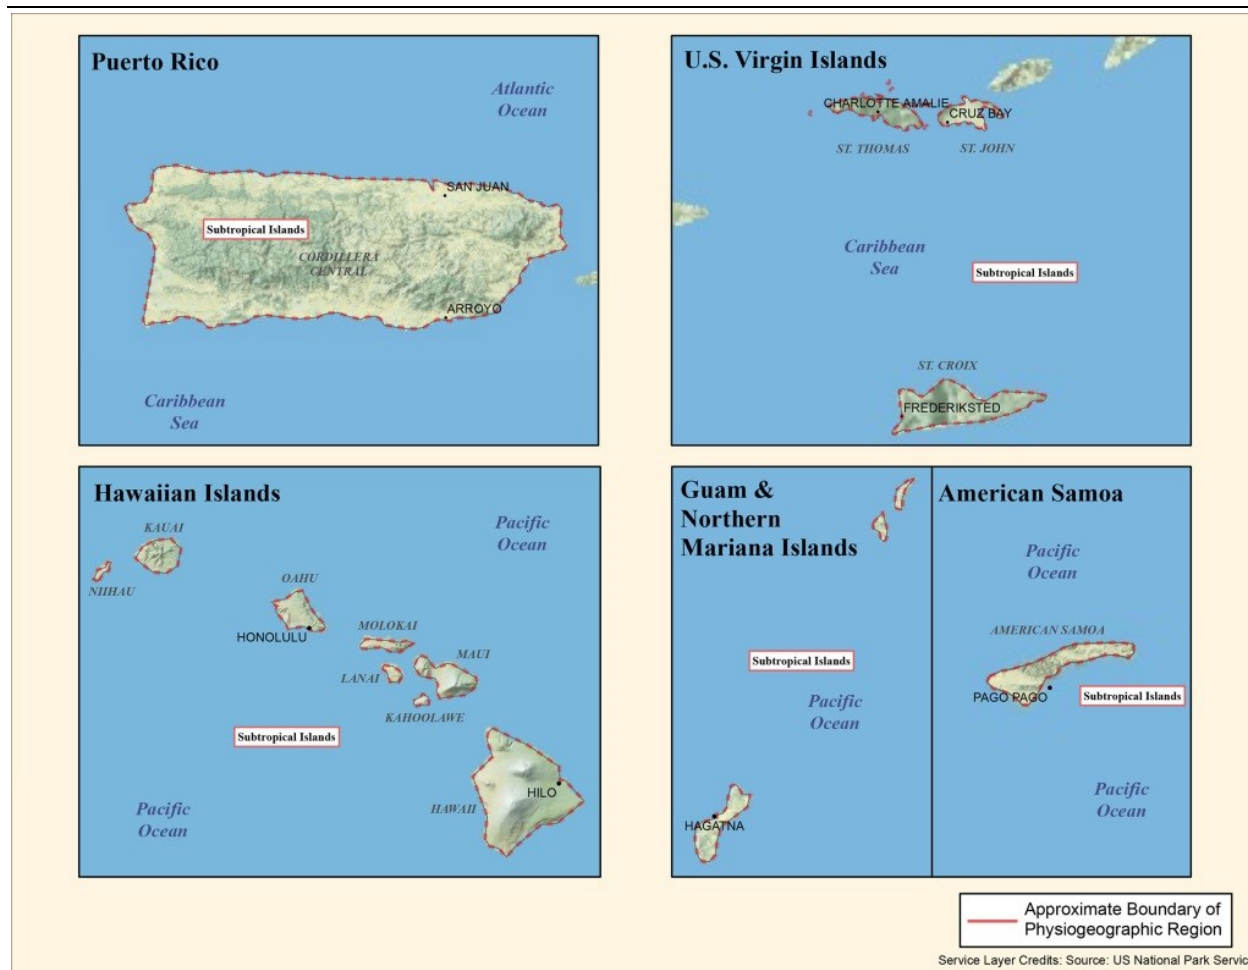 Puerto Rico
Atlantic
Ocean
SAN JUAN
Subtropical Islands
CORDILLERA
CENTRAL
ARROYO
Caribbean
Sea
U.S. Virgin Islands
CHARLOTTE AMALIE
CRUZ BAY
ST. THOMAS
ST. JOHN
Caribbean
Sea
Subtropical Islands
ST. CROIX
FREDERIKSTED
Hawaiian Islands
KAUAI
Pacific
Ocean
NIIHAU
OAHU
HONOLULU
MOLOKAI
MAUI
LANAI
KAHOOLAWE
Subtropical Islands
HILO
HAWAII
Pacific
Ocean
Guam &
Northern
Mariana Islands
Subtropical Islands
Pacific
Ocean
HAGATNA
American Samoa
Pacific
Ocean
AMERICAN SAMOA
PAGO PAGO
Subtropical Islands
Pacific
Ocean
Approximate Boundary of
Physiogeographic Region
Service Layer Credits: Source: US National Park Servic